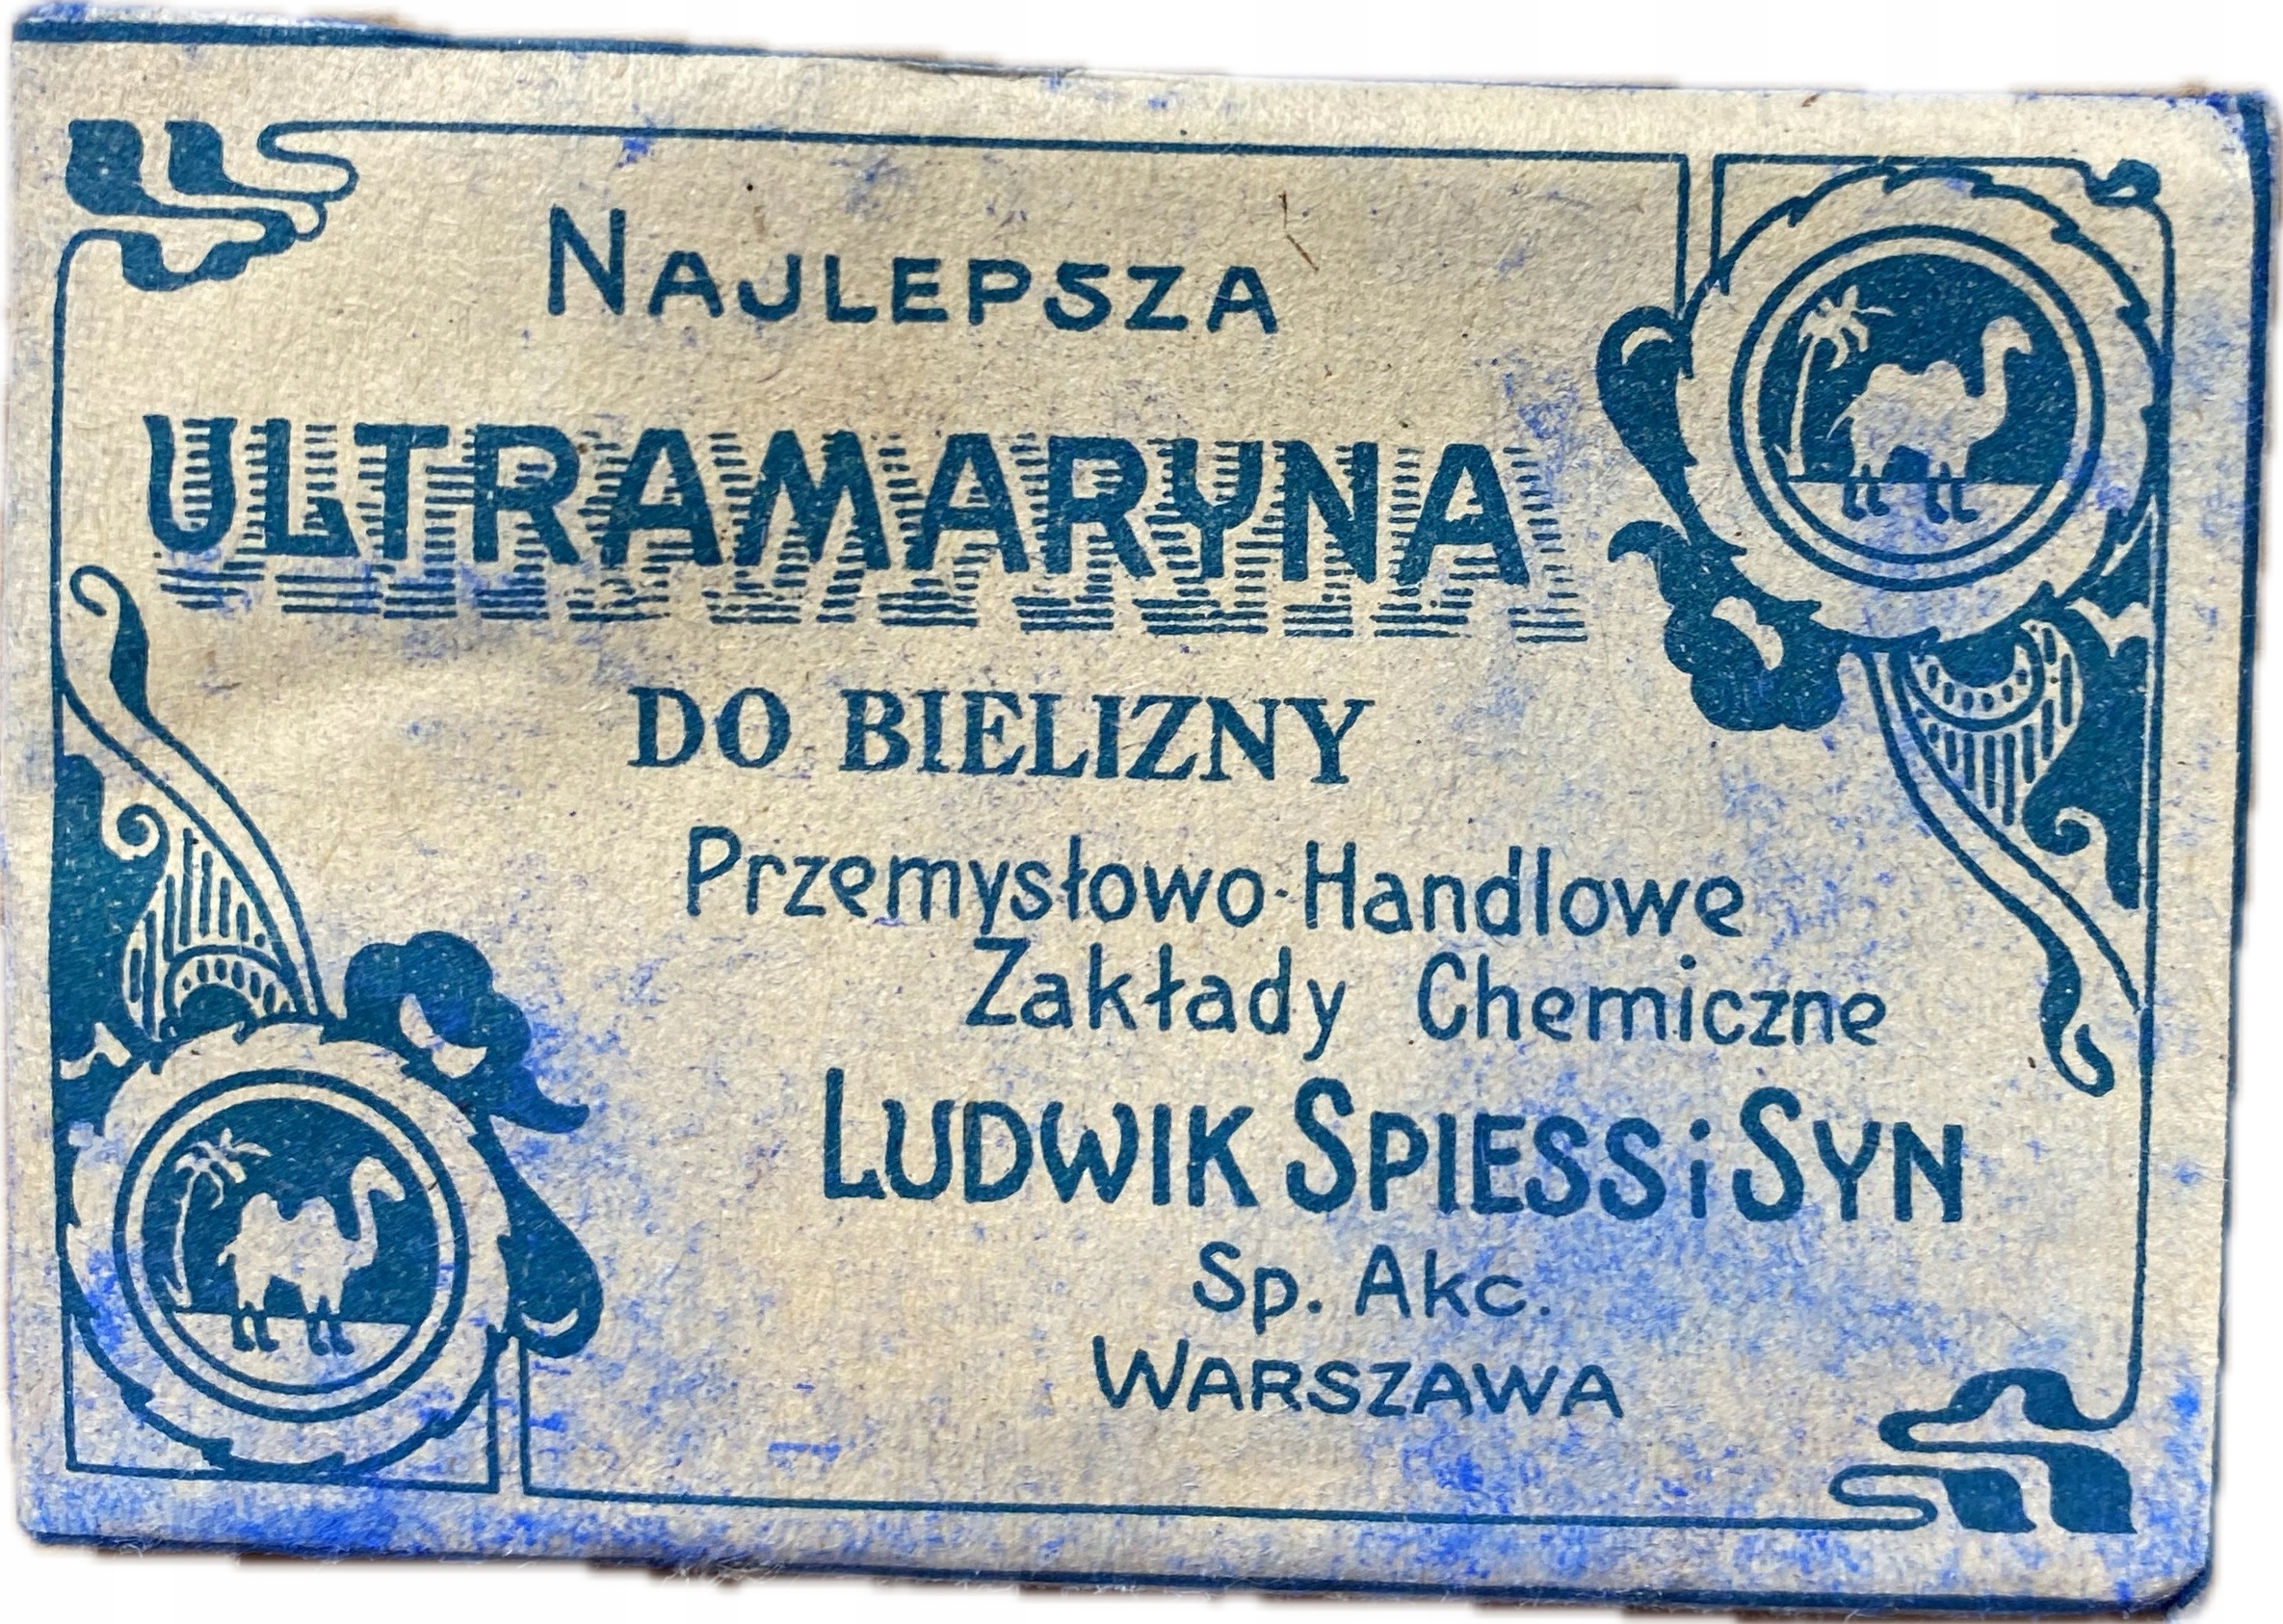 NAJLEPSZA
ULTRAMARYNA
DO BIELIZNY
Przemysłowo-Handlowe
Zakłady Chemiczne
LUDWIK SPIESS i SYN
Sp. Akc.
WARSZAWA